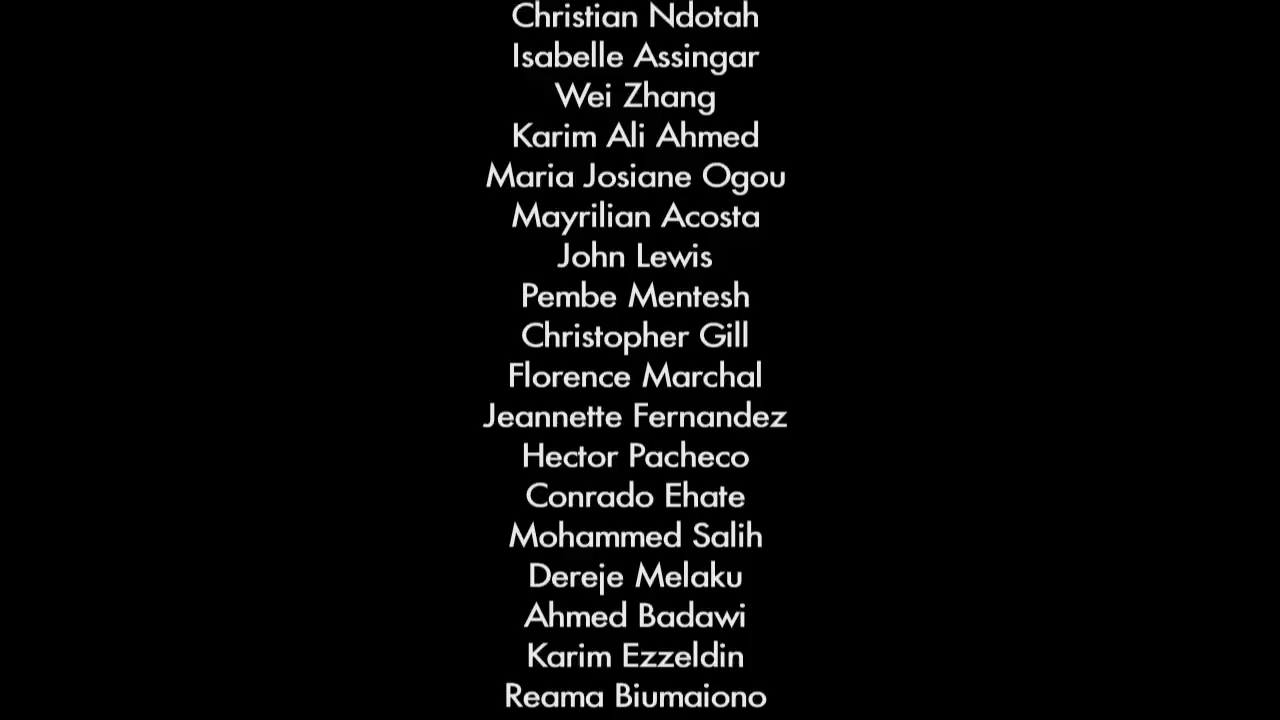 Christian Ndotah
Isabelle Assingar
Wei Zhang
Karim Ali Ahmed
Maria Josiane Ogou
Mayrilian Acosta
John Lewis
Pembe Mentesh
Christopher Gill
Florence Marchal
Jeannette Fernandez
Hector Pacheco
Conrado Ehate
Mohammed Salih
Dereje Melaku
Ahmed Badawi
Karim Ezzeldin
Reama Biumaiono